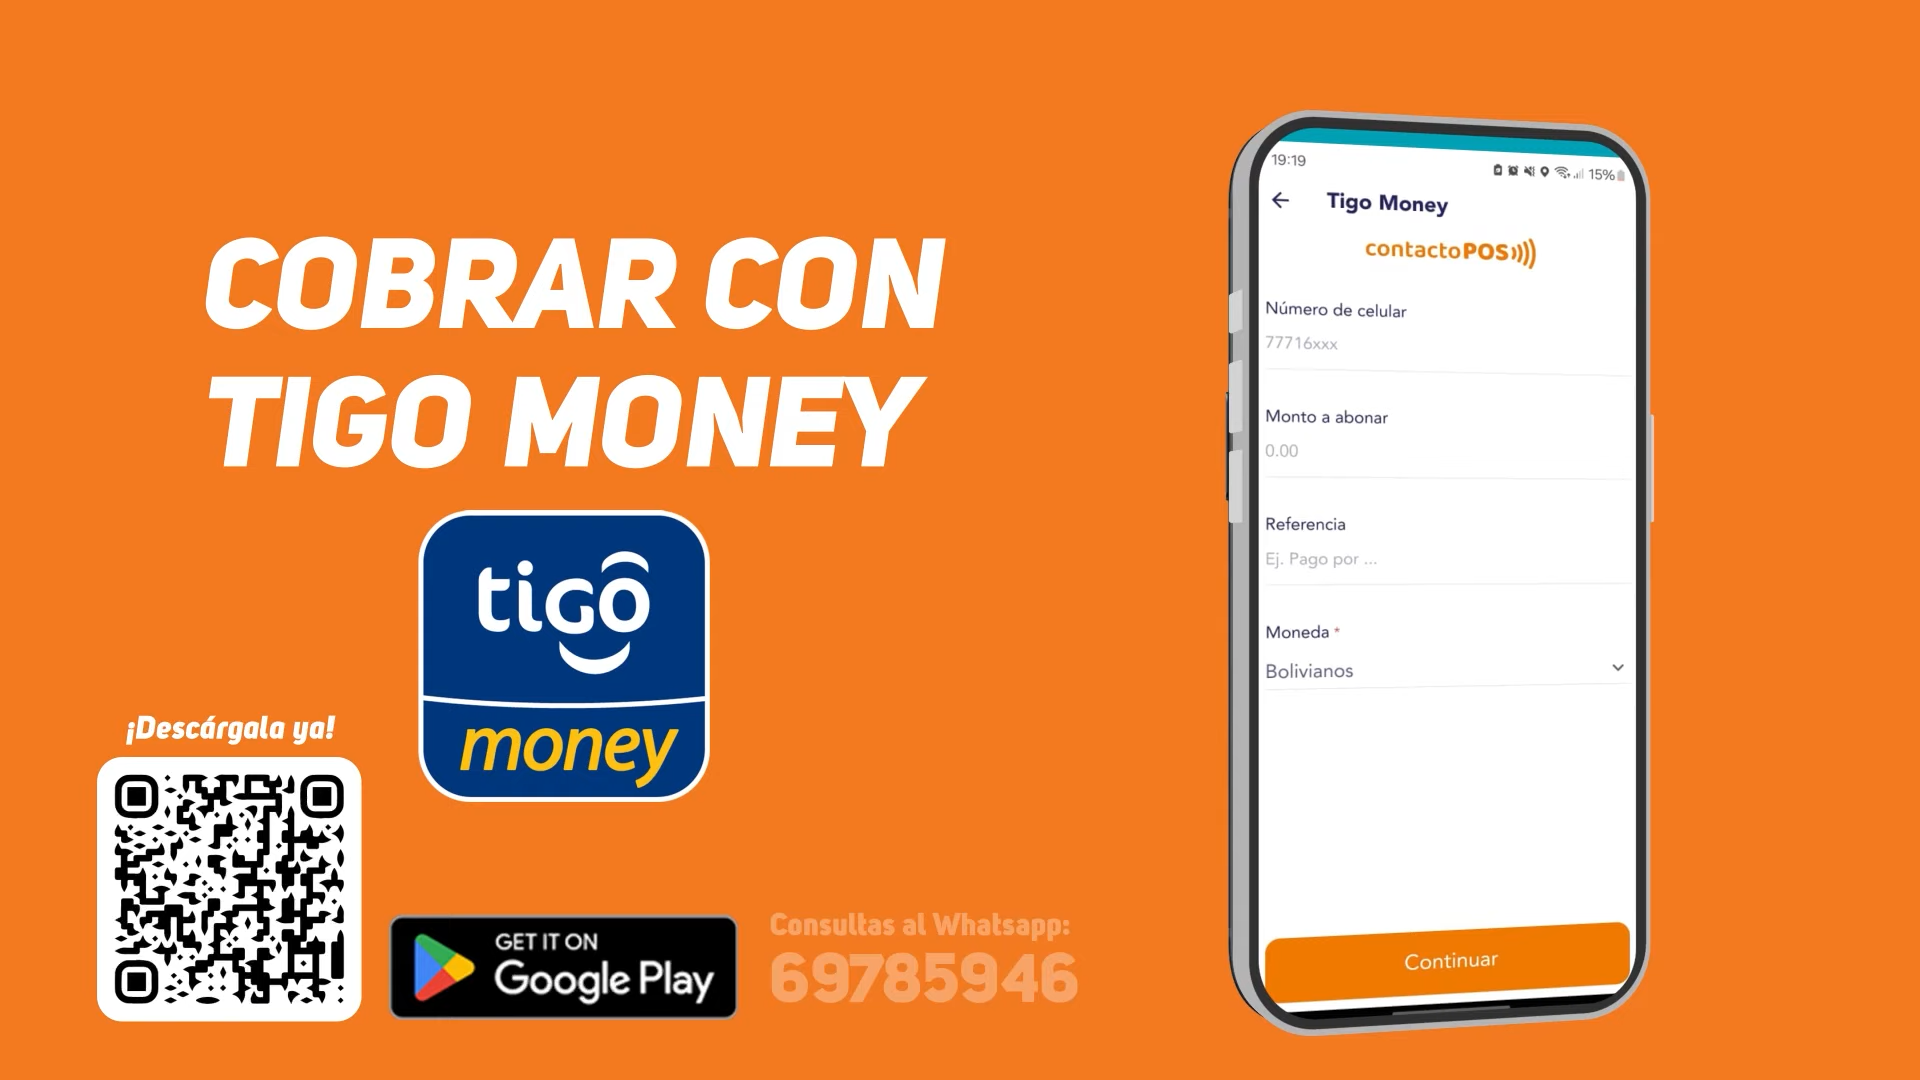 COBRAR CON
TIGO MONEY
tigo
money
¡Descárgala ya!
GET IT ON
Google Play
Consultas al Whatsapp:
69785946
19:19
15%
Tigo Money
contactoPOS
Número de celular
77716xxx
Monto a abonar
0.00
Referencia
Ej. Pago por ...
Moneda *
Bolivianos
Continuar